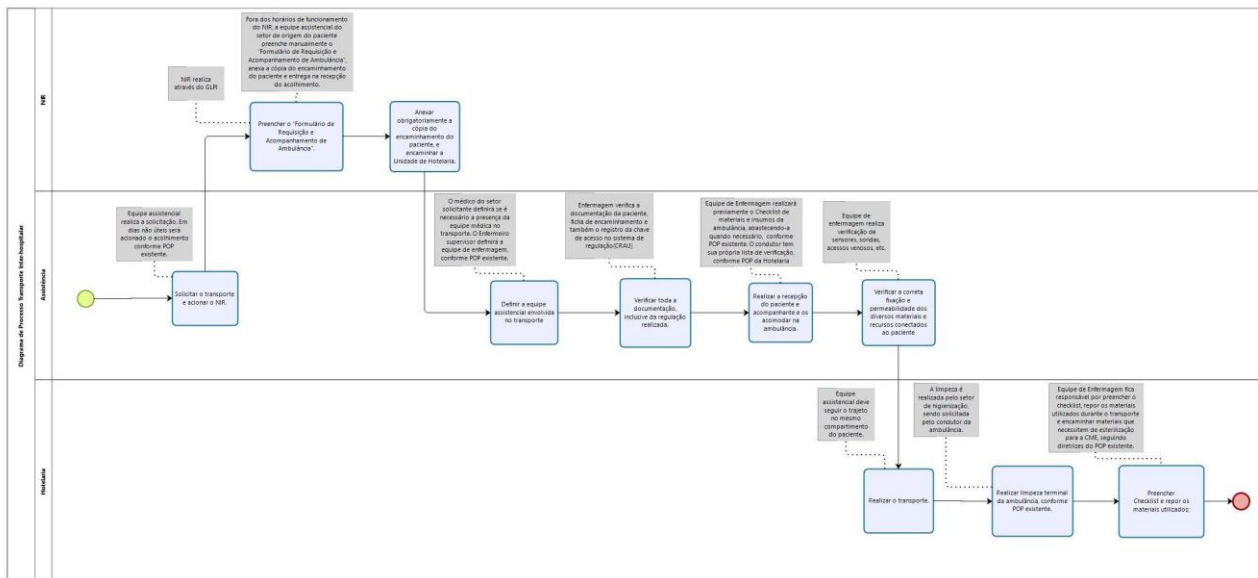 Diagrama de Processo Transporte Inter-hospitalar
NIR
NIR realiza
através do GLPI
Fora dos horários de funcionamento
do NIR, a equipe assistencial do
setor de origem do paciente
preenche manualmente o
"Formulário de Requisição e
Acompanhamento de Ambulância",
anexa a cópia do encaminhamento
do paciente e entrega na recepção
do acolhimento.
Preencher o "Formulário de
Requisição e
Acompanhamento de
Ambulância".
Anexar
obrigatoriamente a
cópia do
encaminhamento do
paciente, e
encaminhar a
Unidade de Hotelaria.
Assistência
Equipe assistencial
realiza a solicitação. Em
dias não úteis será
acionado o acolhimento
conforme POP
existente.
Solicitar o transporte
e acionar o NIR.
O médico do setor
solicitante definirá se é
necessário a presença da
equipe médica no
transporte. O Enfermeiro
supervisor definirá a
equipe de enfermagem,
conforme POP existente.
Definir a equipe
assistencial envolvida
no transporte
Enfermagem verifica a
documentação da paciente,
ficha de encaminhamento e
também o registro da chave
de acesso no sistema de
regulação(CRAU)
Verificar toda a
documentação,
inclusive da regulação
realizada.
Equipe de Enfermagem realizará
previamente o Checklist de
materiais e insumos da
ambulância, abastecendo-a
quando necessário, conforme
POP existente. O condutor tem
sua própria lista de verificação,
conforme POP da Hotelaria
Realizar a recepção
do paciente e
acompanhante e os
acomodar na
ambulância.
Equipe de
enfermagem realiza
verificação de
sensores, sondas,
acessos venosos, etc.
Verificar a correta
fixação e
permeabilidade dos
diversos materiais e
recursos conectados
ao paciente
Hotelaria
Equipe
assistencial deve
seguir o trajeto
no mesmo
compartimento
do paciente.
Realizar o transporte.
A limpeza é
realizada pelo setor
de higienização,
sendo solicitada
pelo condutor da
ambulância.
Realizar limpeza terminal
da ambulância, conforme
POP existente.
Equipe de Enfermagem fica
responsável por preencher o
checklist, repor os materiais
utilizados durante o transporte
e encaminhar materiais que
necessitem de esterilização
para a CME, seguindo
diretrizes do POP existente.
Preencher
Checklist e repor os
materiais utilizados;